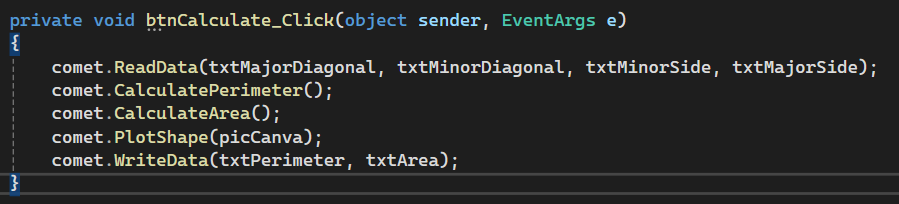 private void btnCalculate_Click(object sender, EventArgs e)
{
comet.ReadData(txtMajorDiagonal, txtMinorDiagonal, txtMinorSide, txtMajorSide);
comet.CalculatePerimeter();
comet.CalculateArea();
comet.PlotShape(picCanva);
comet.WriteData(txtPerimeter, txtArea);
}